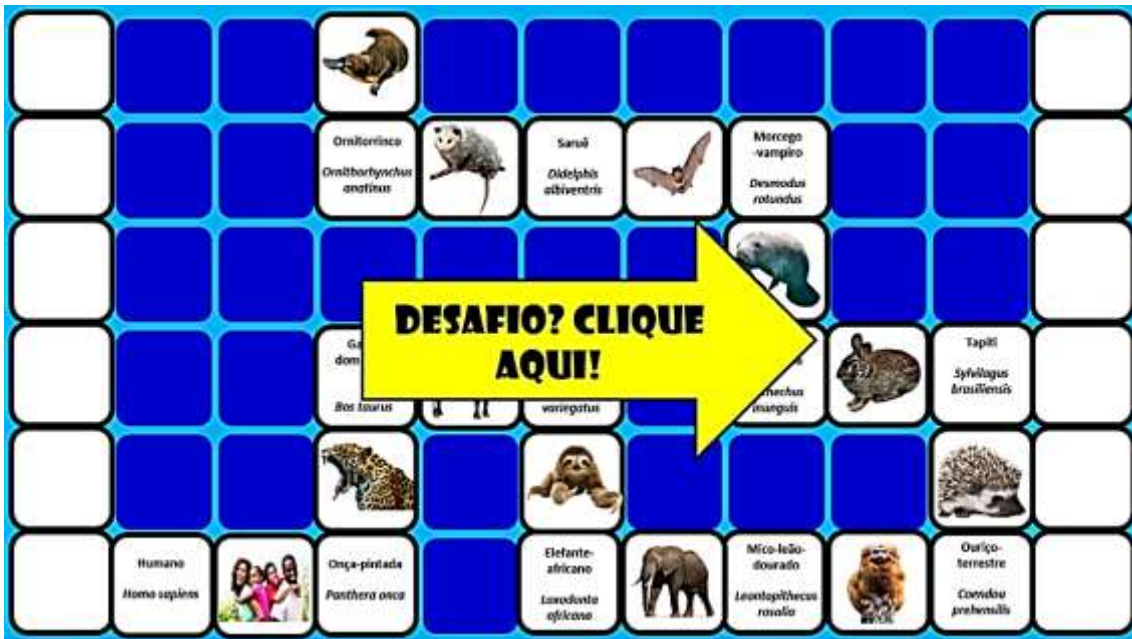 Ornitorrinco
Ornithorhynchus
anatinus
Saruê
Didelphis
albiventris
Morcego
-vampiro
Desmodus
rotundus
DESAFIO? CLIQUE
AQUI!
Bos taurus
variegatus
inunguis
Tapiti
Sylvilagus
brasiliensis
Humano
Homo sapiens
Onça-pintada
Panthera onca
Elefante-
africano
Loxodonta
africana
Mico-leão-
dourado
Leontopithecus
rosalia
Ouriço-
terrestre
Coendou
prehensilis